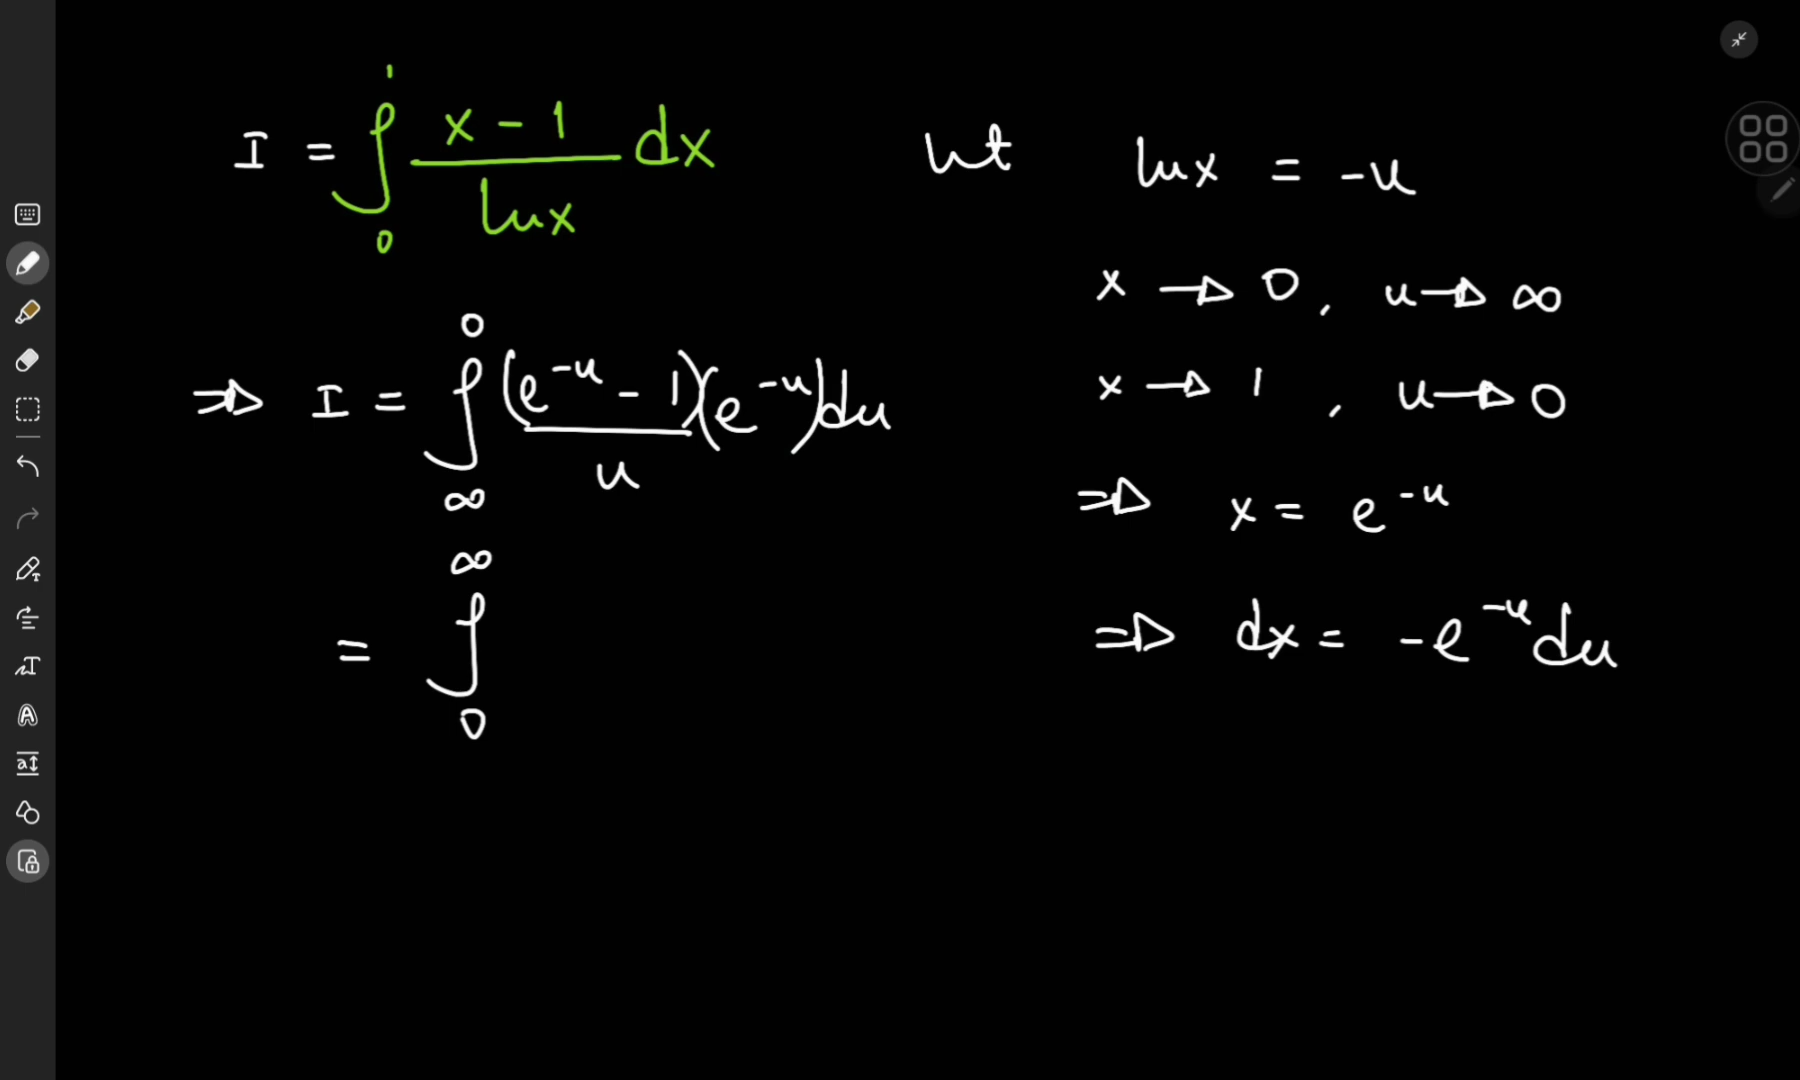 I = ∫₀¹ (x - 1)/(ln x) dx
let ln x = -u
x → 0, u → ∞
x → 1, u → 0
⇒ I = ∫_∞^0 (e^{-u} - 1)/u (e^{-u}) du
⇒ x = e^{-u}
= ∫₀^∞
⇒ dx = -e^{-u} du